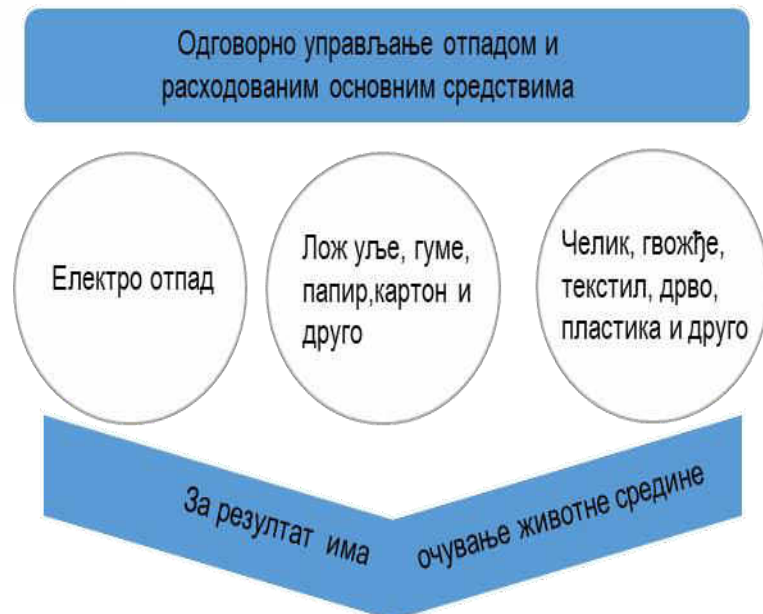 Одговорно управљање отпадом и
расходованим основним средствима
Електро отпад
Лож уље, гуме,
папир,картон и
друго
Челик, гвожђе,
текстил, дрво,
пластика и друго
За резултат има
очување животне средине